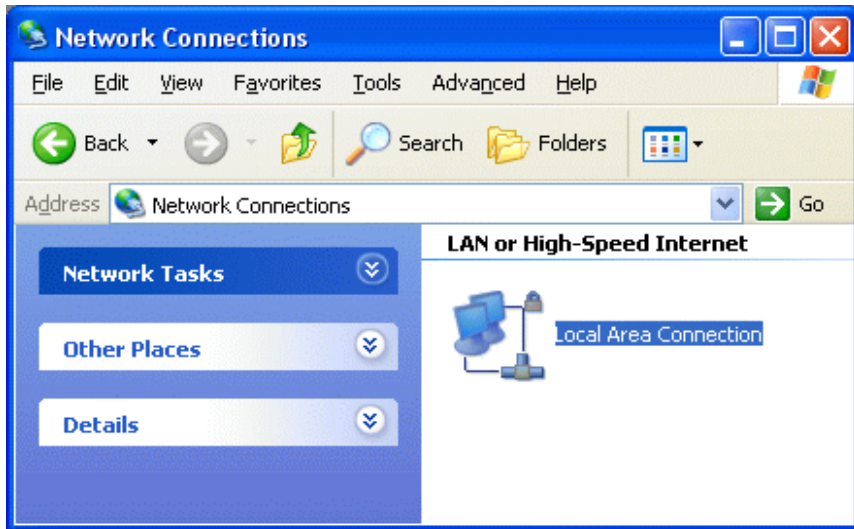 Network Connections
File Edit View Favorites Tools Advanced Help
Back Search Folders
Address Network Connections Go
LAN or High-Speed Internet
Network Tasks
Other Places
Details
Local Area Connection